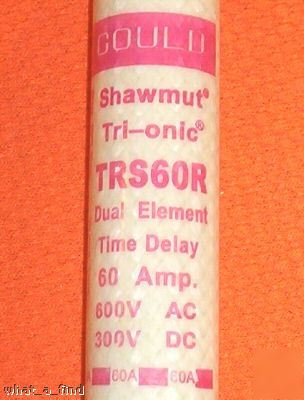 GOULD
Shawmut®
Tri-onic®
TRS60R
Dual Element
Time Delay
60 Amp.
600V AC
300V DC
60A 60A
what_a_find